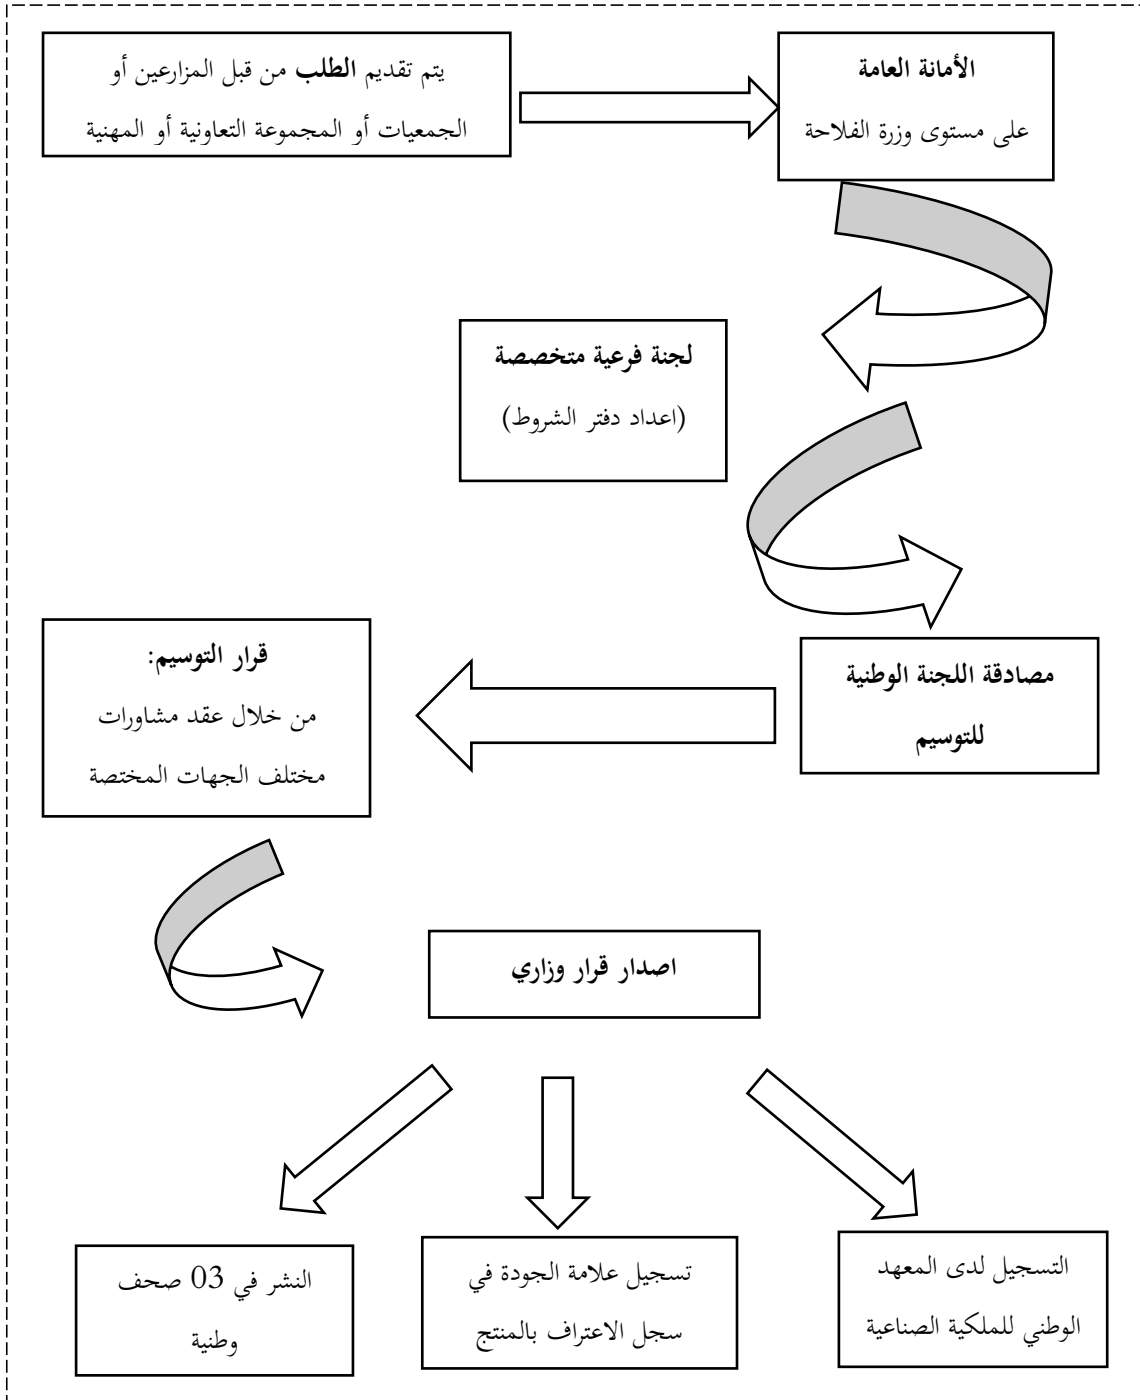 يتم تقديم الطلب من قبل المزارعين أو
الجمعيات أو المجموعة التعاونية أو المهنية
الأمانة العامة
على مستوى وزرة الفلاحة
لجنة فرعية متخصصة
(اعداد دفتر الشروط)
مصادقة اللجنة الوطنية
للتوسيم
قرار التوسيم:
من خلال عقد مشاورات
مختلف الجهات المختصة
اصدار قرار وزاري
التسجيل لدى المعهد
الوطني للملكية الصناعية
تسجيل علامة الجودة في
سجل الاعتراف بالمنتج
النشر في 03 صحف
وطنية